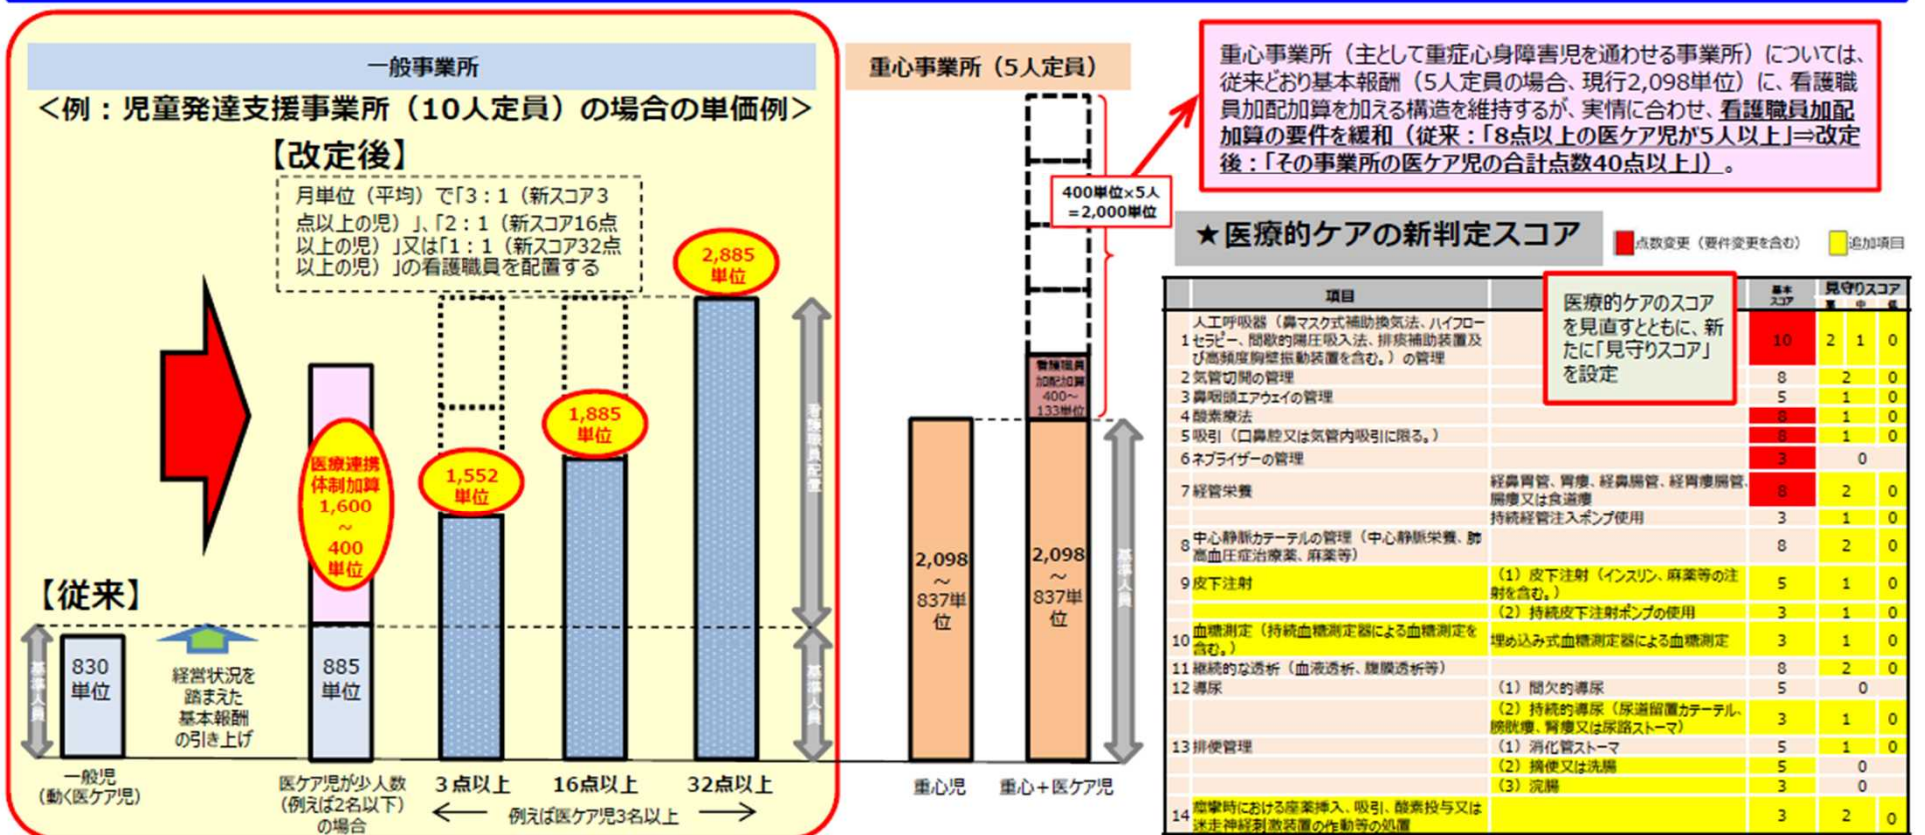 一般事業所
＜例：児童発達支援事業所（10人定員）の場合の単価例＞
【改定後】
月単位（平均）で「3：1（新スコア3
点以上の児）」、「2：1（新スコア16点
以上の児）」又は「1：1（新スコア32点
以上の児）」の看護職員を配置する
2,885
単位
1,885
単位
1,552
単位
医療連携
体制加算
1,600
～
400
単位
看護職員配置
【従来】
基準人員
830
単位
経営状況を
踏まえた
基本報酬
の引き上げ
885
単位
基準人員
一般児
（動く医ケア児）
医ケア児が少人数
（例えば2名以下）
の場合
3点以上
16点以上
32点以上
例えば医ケア児3名以上
重心事業所（5人定員）
400単位×5人
＝2,000単位
看護職員
加配加算
400～
133単位
2,098
～
837単
位
2,098
～
837単
位
基準人員
重心児
重心＋医ケア児
重心事業所（主として重症心身障害児を通わせる事業所）については、
従来どおり基本報酬（5人定員の場合、現行2,098単位）に、看護職
員加配加算を加える構造を維持するが、実情に合わせ、看護職員加配
加算の要件を緩和（従来：「8点以上の医ケア児が5人以上」⇒改定
後：「その事業所の医ケア児の合計点数40点以上」）。
★医療的ケアの新判定スコア
点数変更（要件変更を含む）
追加項目
医療的ケアのスコア
を見直すとともに、新
たに「見守りスコア」
を設定
項目 基本スコア 見守りスコア
高 中 低
1 人工呼吸器（鼻マスク式補助換気法、ハイフロー
セラピー、間歇的陽圧吸入法、排痰補助装置及
び高頻度胸壁振動装置を含む。）の管理 10 2 1 0
2 気管切開の管理 8 2 0
3 鼻咽頭エアウェイの管理 5 1 0
4 酸素療法 8 1 0
5 吸引（口鼻腔又は気管内吸引に限る。） 8 1 0
6 ネブライザーの管理 3 0
7 経管栄養 経鼻胃管、胃瘻、経鼻腸管、経胃瘻腸管、
腸瘻又は食道瘻 8 2 0
持続経管注入ポンプ使用 3 1 0
8 中心静脈カテーテルの管理（中心静脈栄養、肺
高血圧症治療薬、麻薬等） 8 2 0
9 皮下注射 （1）皮下注射（インスリン、麻薬等の注
射を含む。） 5 1 0
（2）持続皮下注射ポンプの使用 3 1 0
10 血糖測定（持続血糖測定器による血糖測定を
含む。） 埋め込み式血糖測定器による血糖測定 3 1 0
11 継続的な透析（血液透析、腹膜透析等） 8 2 0
12 導尿 （1）間欠的導尿 5 0
（2）持続的導尿（尿道留置カテーテル、
膀胱瘻、腎瘻又は尿路ストーマ） 3 1 0
13 排便管理 （1）消化管ストーマ 5 1 0
（2）摘便又は洗腸 5 0
（3）浣腸 3 0
14 痙攣時における座薬挿入、吸引、酸素投与又は
迷走神経刺激装置の作動等の処置 3 2 0